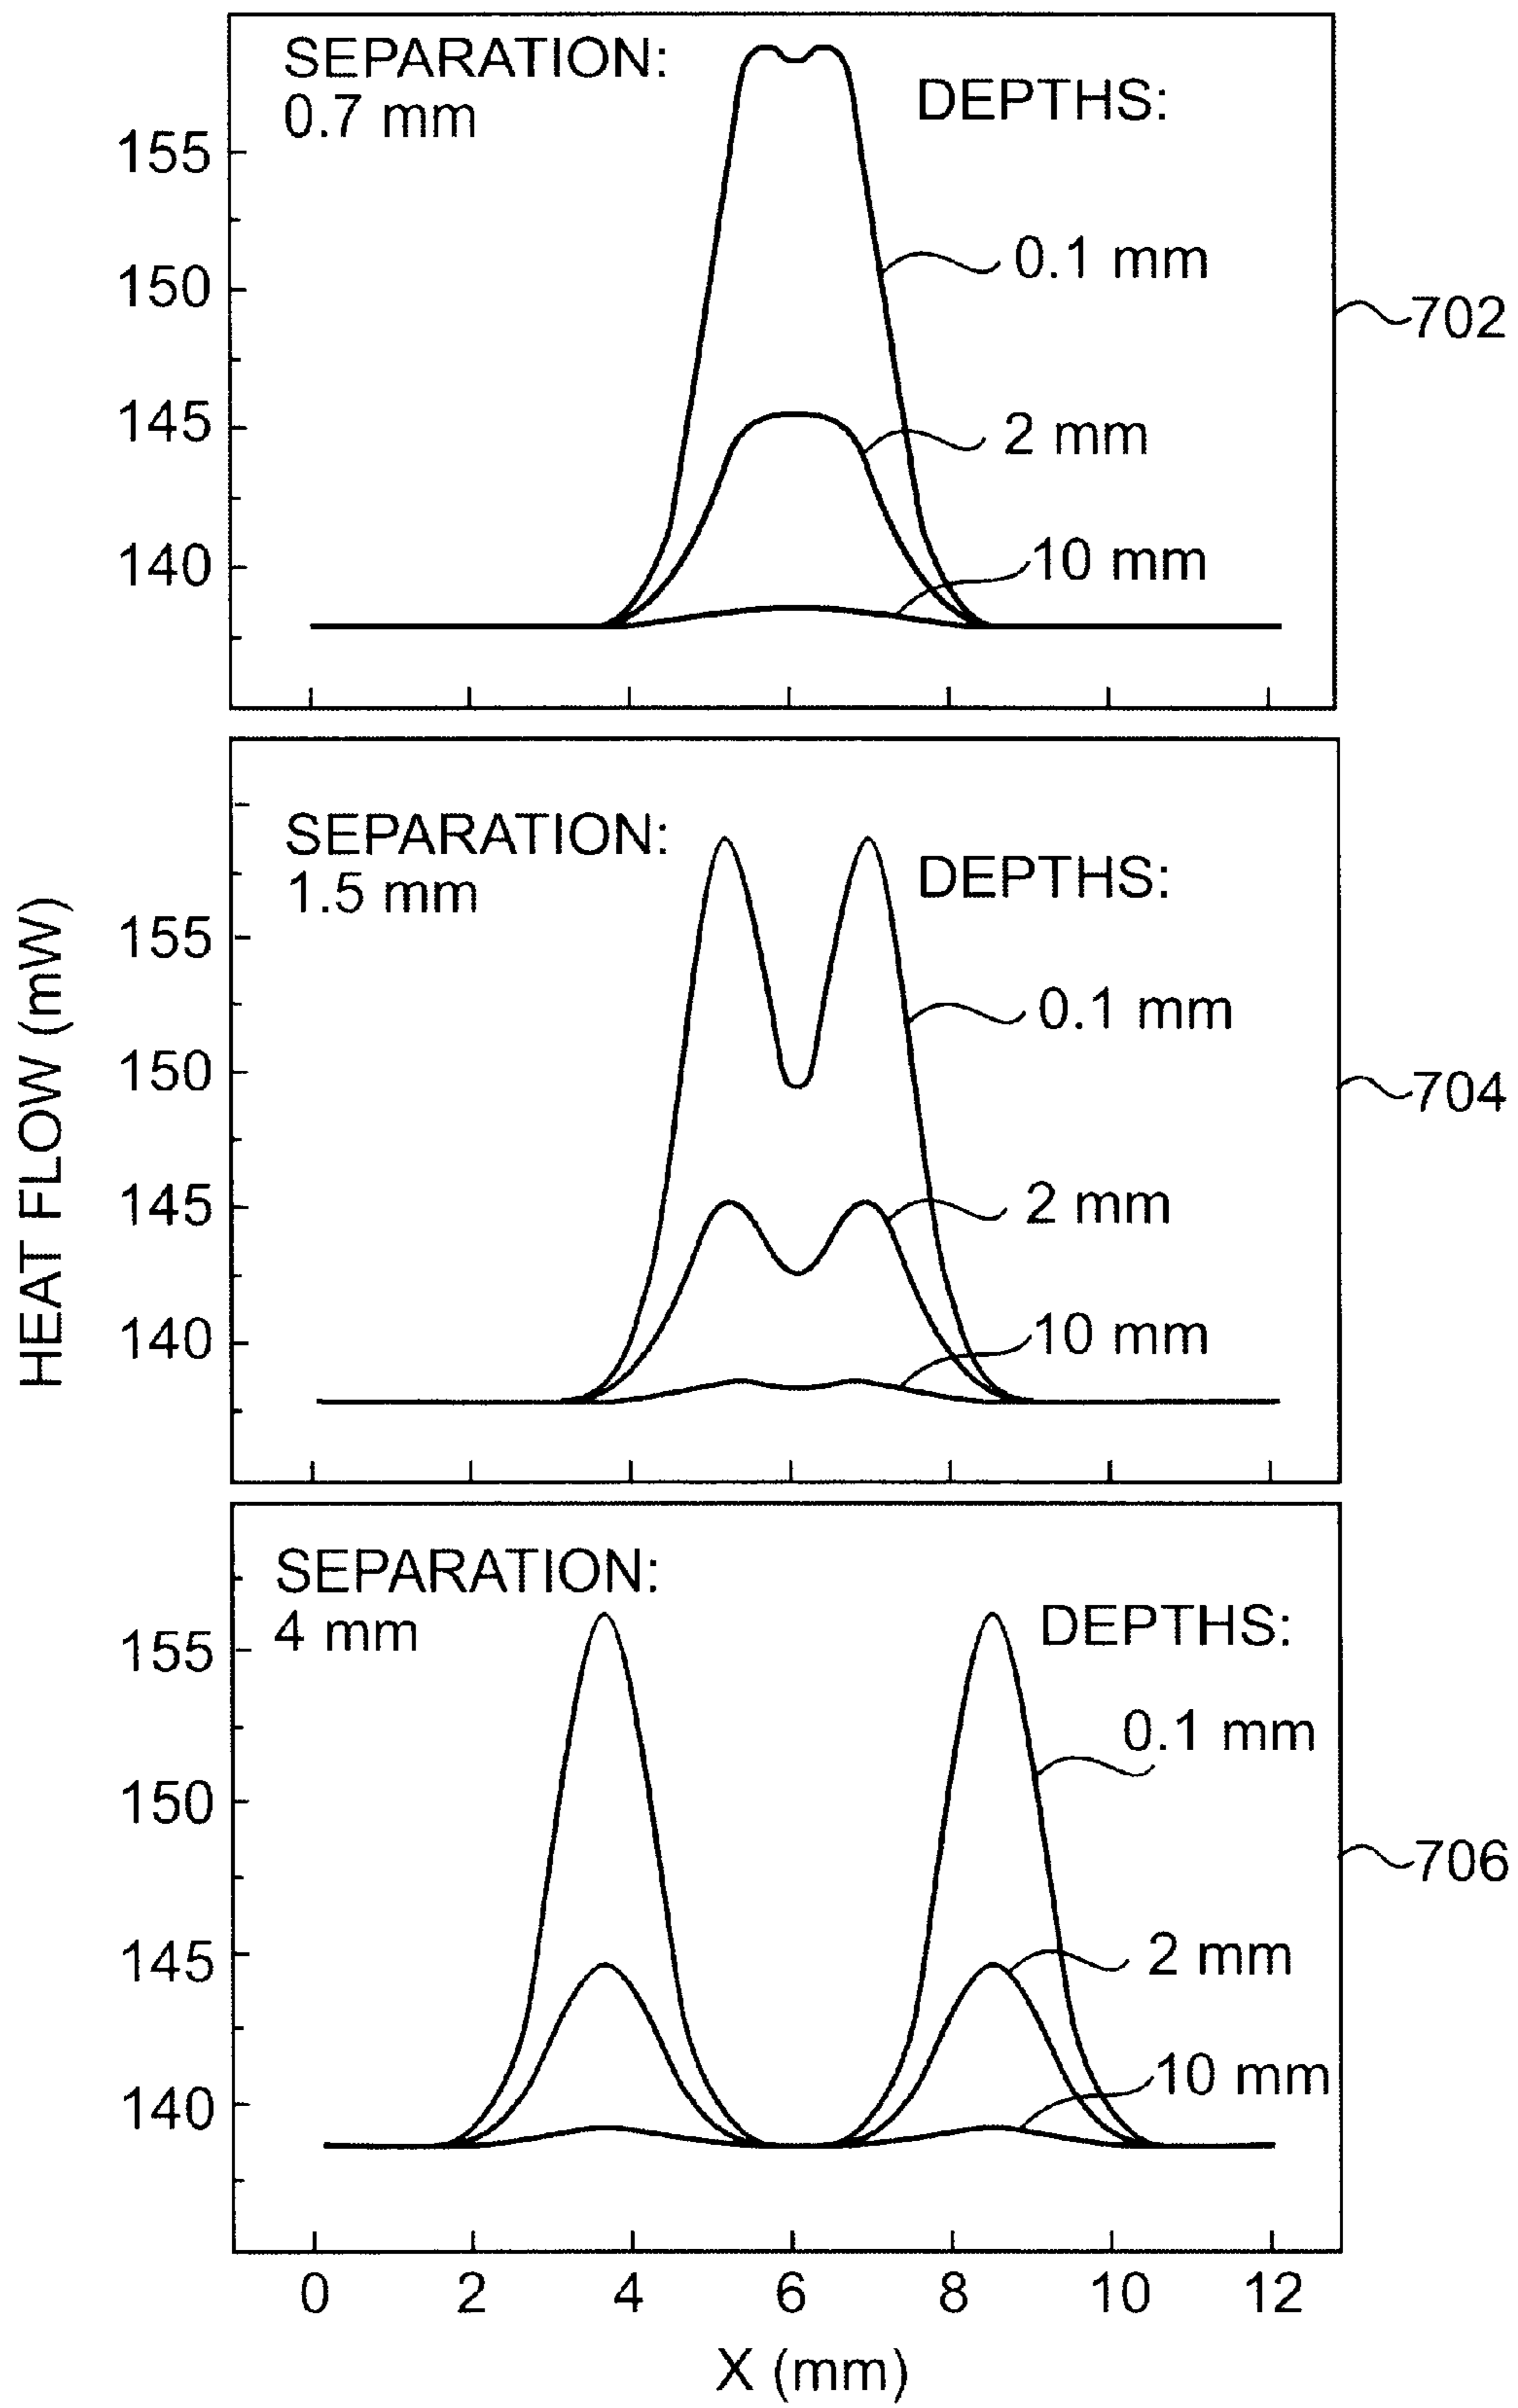 SEPARATION:
0.7 mm
DEPTHS:
155
150
145
140
0.1 mm
2 mm
10 mm
702
SEPARATION:
1.5 mm
DEPTHS:
155
150
145
140
0.1 mm
2 mm
10 mm
704
HEAT FLOW (mW)
SEPARATION:
4 mm
DEPTHS:
155
150
145
140
0.1 mm
2 mm
10 mm
706
0 2 4 6 8 10 12
X (mm)